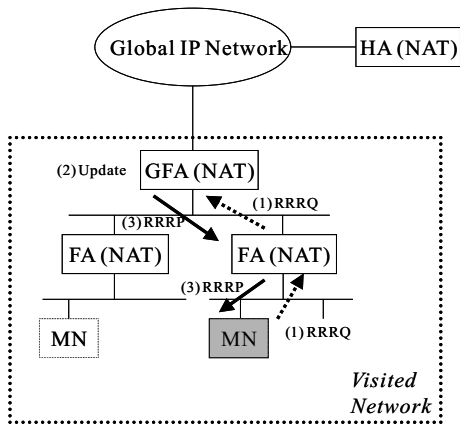 Global IP Network
HA (NAT)
(2) Update
GFA (NAT)
(1) RRRQ
(3) RRRP
FA (NAT)
FA (NAT)
(3) RRRP
MN
MN
(1) RRRQ
Visited
Network